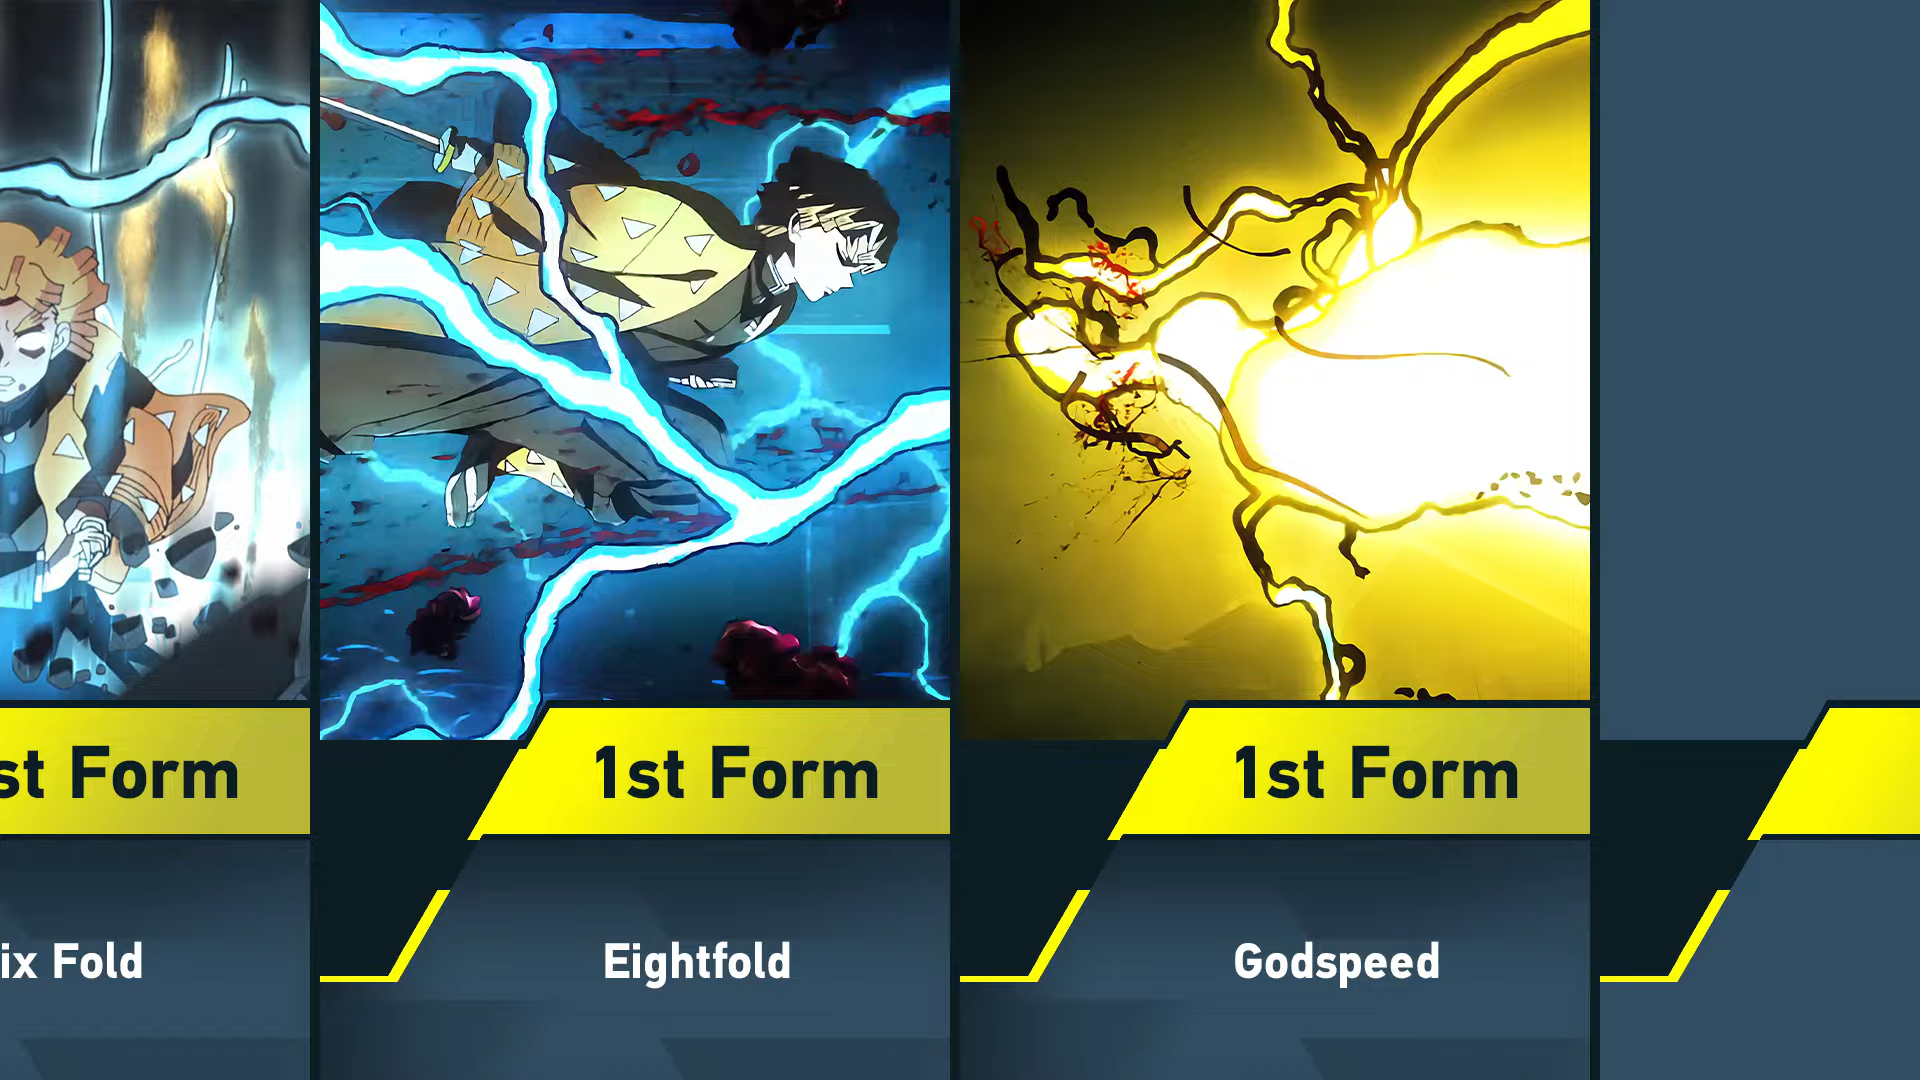 st Form
1st Form
1st Form
ix Fold
Eightfold
Godspeed